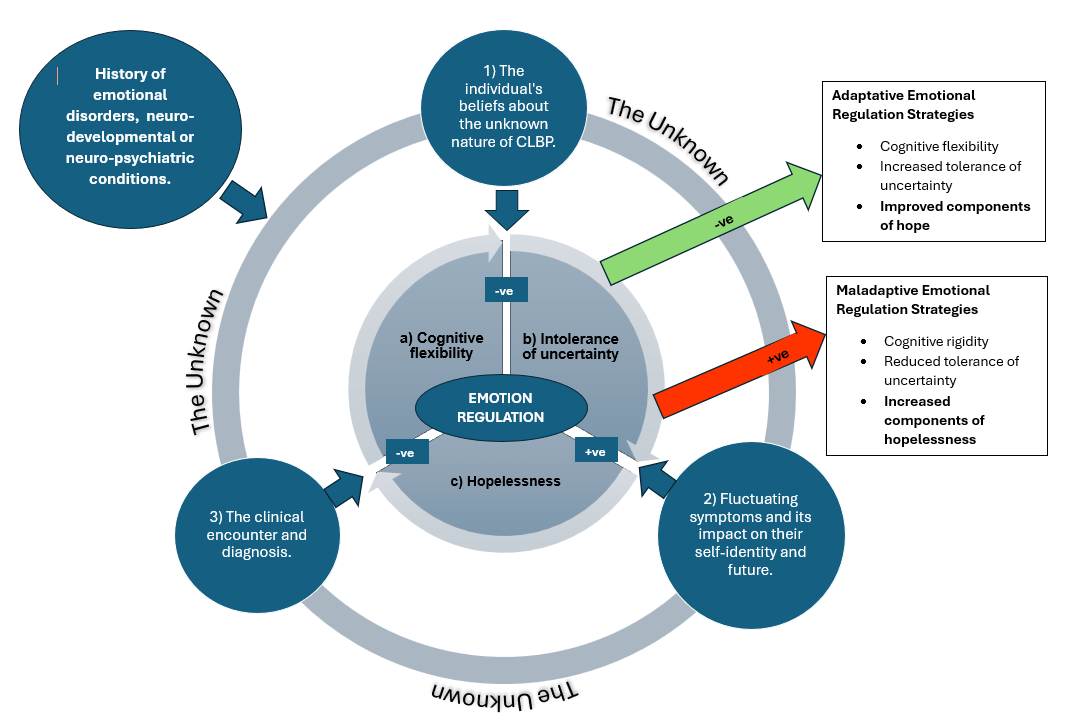 History of
emotional
disorders, neuro-
developmental or
neuro-psychiatric
conditions.
1) The
individual's
beliefs about
the unknown
nature of CLBP.
The Unknown
Adaptative Emotional
Regulation Strategies
• Cognitive flexibility
• Increased tolerance of
uncertainty
• Improved components
of hope
-ve
Maladaptive Emotional
Regulation Strategies
• Cognitive rigidity
• Reduced tolerance of
uncertainty
• Increased
components of
hopelessness
+ve
-ve
a) Cognitive
flexibility
b) Intolerance
of uncertainty
EMOTION
REGULATION
-ve
+ve
c) Hopelessness
The Unknown
3) The clinical
encounter and
diagnosis.
2) Fluctuating
symptoms and its
impact on their
self-identity and
future.
The Unknown